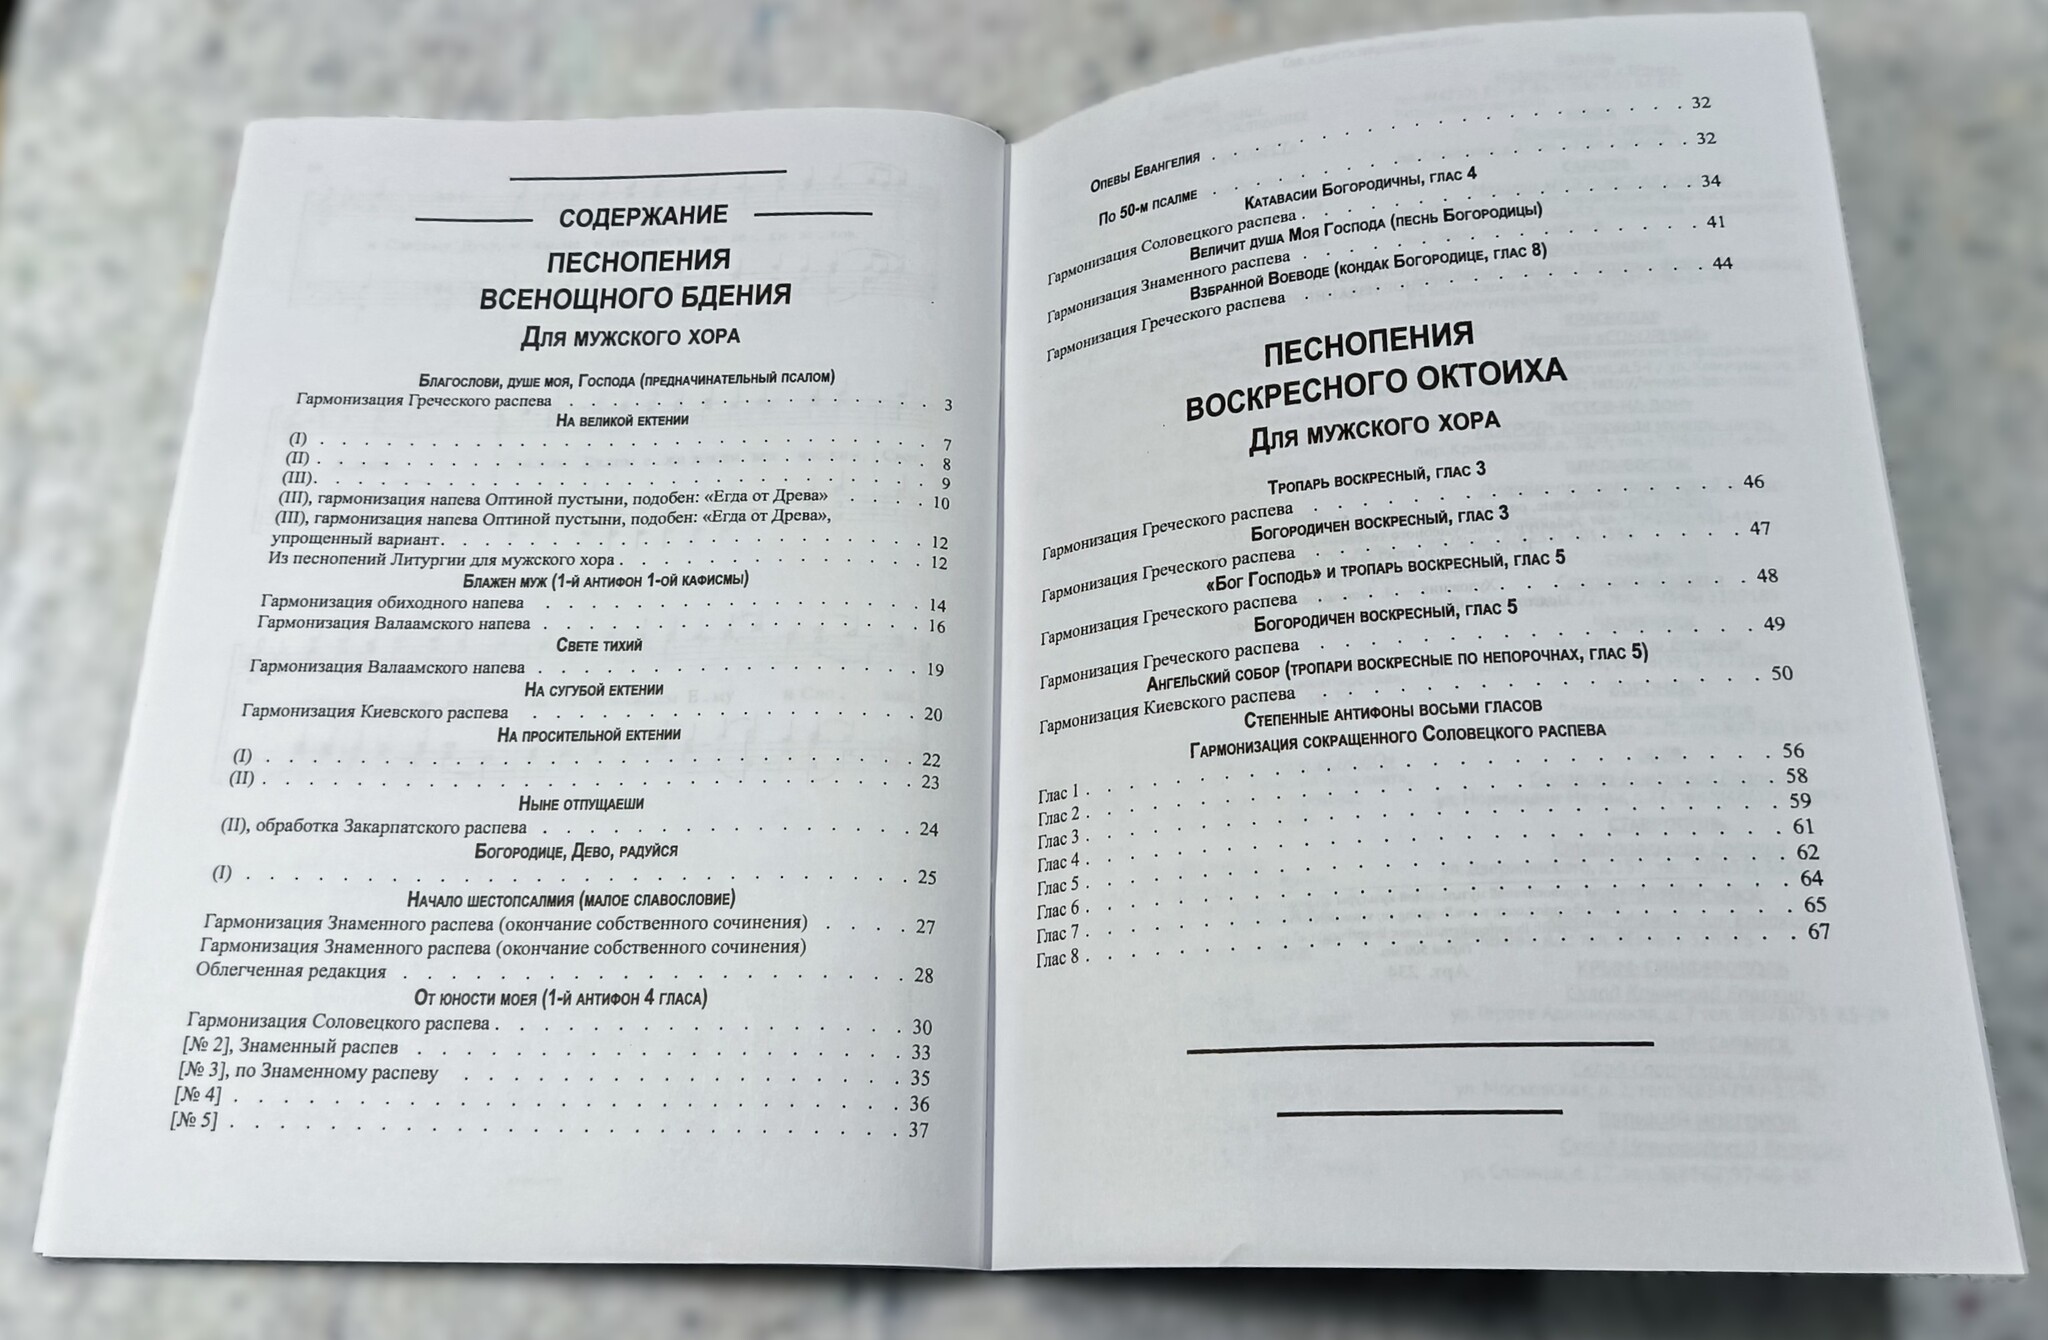 СОДЕРЖАНИЕ
ПЕСНОПЕНИЯ
ВСЕНОЩНОГО БДЕНИЯ
Для мужского хора
Благослови, душе моя, Господа (предначинательный псалом)
Гармонизация Греческого распева . . . . . . . . . . . . . . . . . 3
На великой ектении
(I) . . . . . . . . . . . . . . . . . . . . . . . . . . . . 7
(II) . . . . . . . . . . . . . . . . . . . . . . . . . . . . 8
(III) . . . . . . . . . . . . . . . . . . . . . . . . . . . . 9
(III), гармонизация напева Оптиной пустыни, подобен: «Егда от Древа» . . . . 10
(III), гармонизация напева Оптиной пустыни, подобен: «Егда от Древа»,
упрощенный вариант . . . . . . . . . . . . . . . . . . . . . . 12
Из песнопений Литургии для мужского хора . . . . . . . . . . . . . . 12
Блажен муж (1-й антифон 1-ой кафисмы)
Гармонизация обиходного напева . . . . . . . . . . . . . . . . . 14
Гармонизация Валаамского напева . . . . . . . . . . . . . . . . . 16
Свете тихий
Гармонизация Валаамского напева . . . . . . . . . . . . . . . . . 19
На сугубой ектении
Гармонизация Киевского распева . . . . . . . . . . . . . . . . . 20
На просительной ектении
(I) . . . . . . . . . . . . . . . . . . . . . . . . . . . . 22
(II) . . . . . . . . . . . . . . . . . . . . . . . . . . . . 23
Ныне отпущаеши
(II), обработка Закарпатского распева . . . . . . . . . . . . . . . . 24
Богородице, Дево, радуйся
(I) . . . . . . . . . . . . . . . . . . . . . . . . . . . . 25
Начало шестопсалмия (малое славословие)
Гармонизация Знаменного распева (окончание собственного сочинения) . . . . 27
Гармонизация Знаменного распева (окончание собственного сочинения)
Облегченная редакция . . . . . . . . . . . . . . . . . . . . . 28
От юности моея (1-й антифон 4 гласа)
Гармонизация Соловецкого распева . . . . . . . . . . . . . . . . . 30
[№ 2], Знаменный распев . . . . . . . . . . . . . . . . . . . . 33
[№ 3], по Знаменному распеву . . . . . . . . . . . . . . . . . . 35
[№ 4] . . . . . . . . . . . . . . . . . . . . . . . . . . . 36
[№ 5] . . . . . . . . . . . . . . . . . . . . . . . . . . . 37
Опевы Евангелия . . . . . . . . . . . . . . . . . . . . . 32
По 50-м псалме . . . . . . . . . . . . . . . . . . . . . 32
Катавасии Богородичны, глас 4
Гармонизация Соловецкого распева . . . . . . . . . . . . . . . . . 34
Величит душа Моя Господа (песнь Богородицы)
Гармонизация Знаменного распева . . . . . . . . . . . . . . . . . 41
Взбранной Воеводе (кондак Богородице, глас 8)
Гармонизация Греческого распева . . . . . . . . . . . . . . . . . 44
ПЕСНОПЕНИЯ
ВОСКРЕСНОГО ОКТОИХА
Для мужского хора
Тропарь воскресный, глас 3
Гармонизация Греческого распева . . . . . . . . . . . . . . . . . 46
Богородичен воскресный, глас 3
Гармонизация Греческого распева . . . . . . . . . . . . . . . . . 47
«Бог Господь» и тропарь воскресный, глас 5
Гармонизация Греческого распева . . . . . . . . . . . . . . . . . 48
Богородичен воскресный, глас 5
Гармонизация Греческого распева . . . . . . . . . . . . . . . . . 49
Ангельский собор (тропари воскресные по непорочнах, глас 5)
Гармонизация Киевского распева . . . . . . . . . . . . . . . . . 50
Степенные антифоны восьми гласов
Гармонизация сокращенного Соловецкого распева
Глас 1 . . . . . . . . . . . . . . . . . . . . . . . . . . . 56
Глас 2 . . . . . . . . . . . . . . . . . . . . . . . . . . . 58
Глас 3 . . . . . . . . . . . . . . . . . . . . . . . . . . . 59
Глас 4 . . . . . . . . . . . . . . . . . . . . . . . . . . . 61
Глас 5 . . . . . . . . . . . . . . . . . . . . . . . . . . . 62
Глас 6 . . . . . . . . . . . . . . . . . . . . . . . . . . . 64
Глас 7 . . . . . . . . . . . . . . . . . . . . . . . . . . . 65
Глас 8 . . . . . . . . . . . . . . . . . . . . . . . . . . . 67